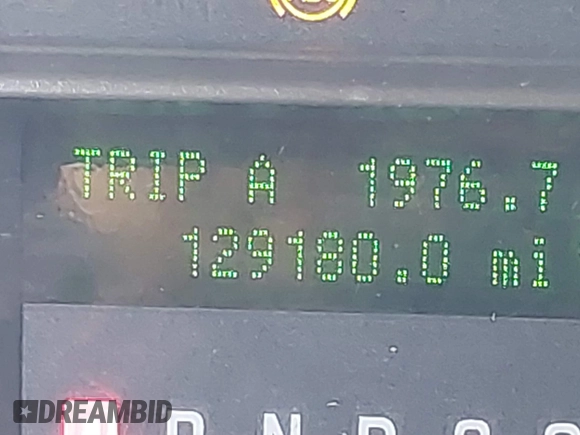 TRIP A 1976.7
129180.0 mi
R N D
DREAMBID